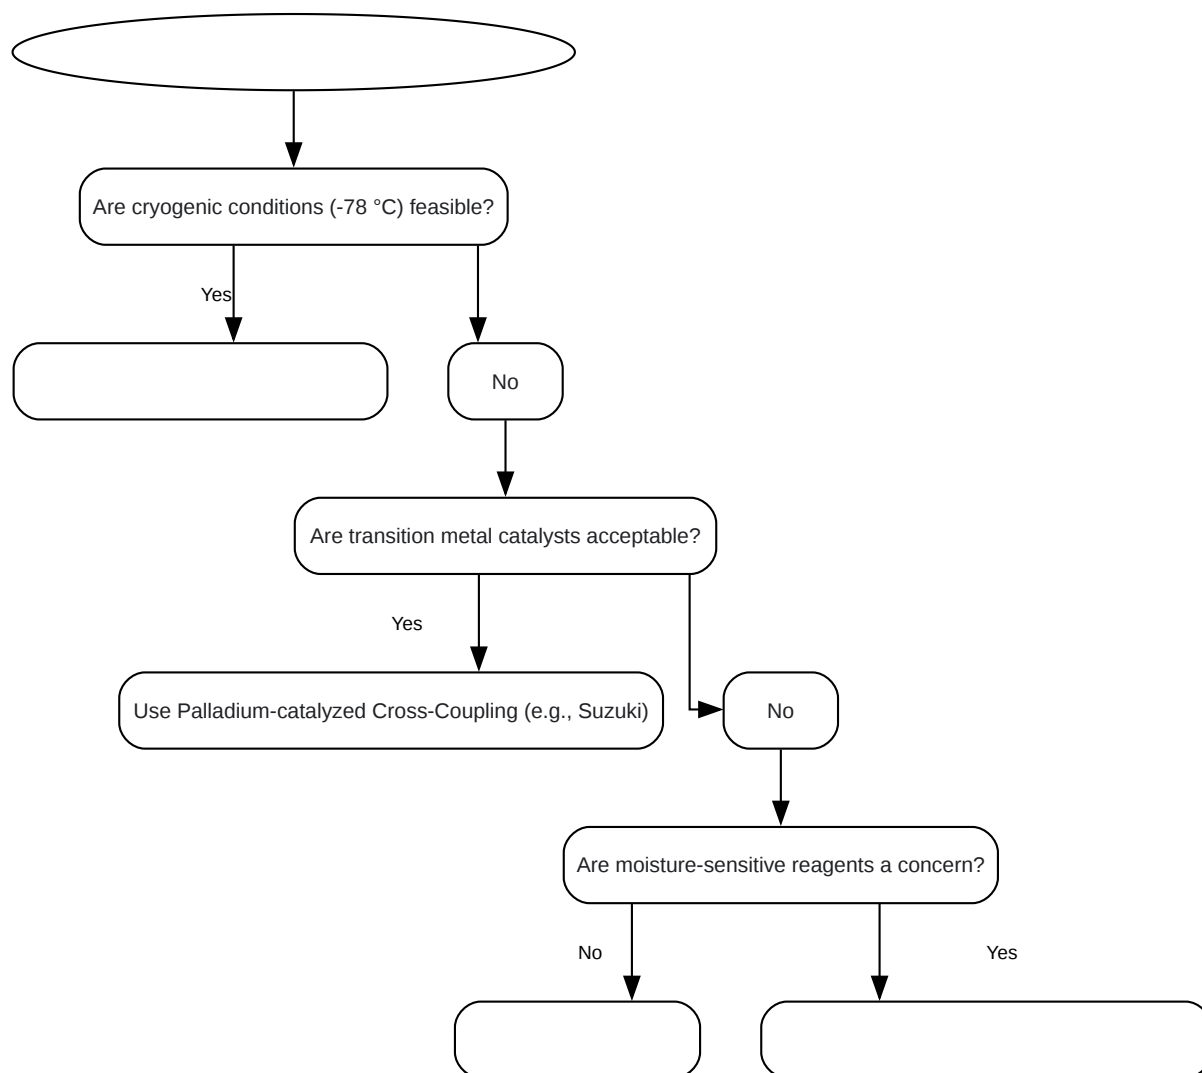 Are cryogenic conditions (-78 °C) feasible?
Yes
No
Are transition metal catalysts acceptable?
Yes
Use Palladium-catalyzed Cross-Coupling (e.g., Suzuki)
No
Are moisture-sensitive reagents a concern?
No
Yes